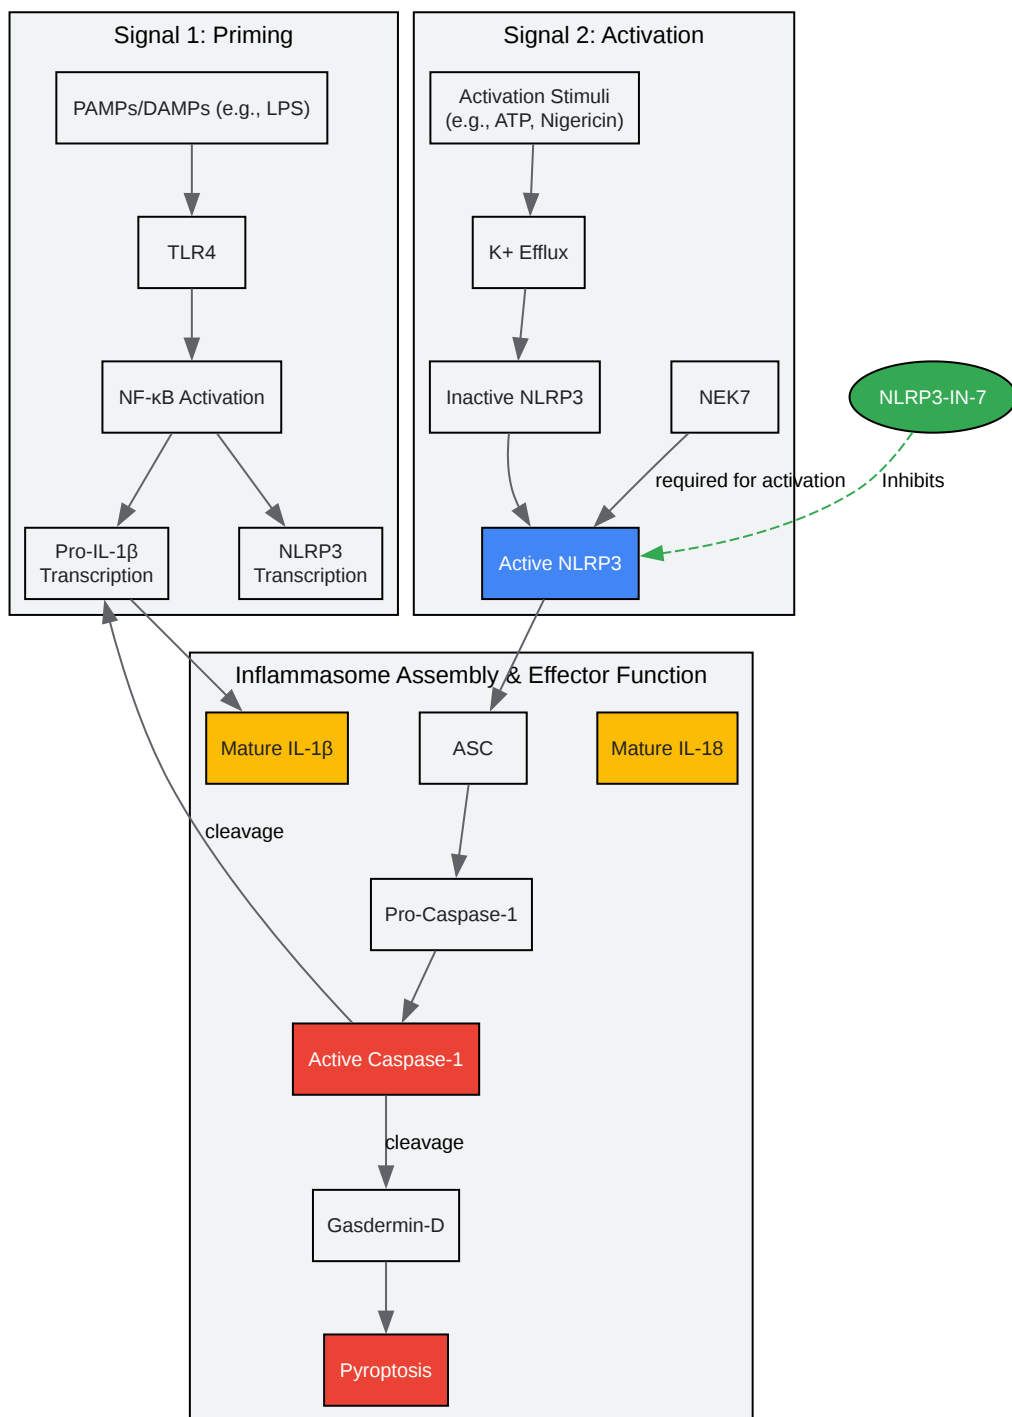 Signal 1: Priming
PAMPs/DAMPs (e.g., LPS)
TLR4
NF-κB Activation
Pro-IL-1β
Transcription
NLRP3
Transcription
Signal 2: Activation
Activation Stimuli
(e.g., ATP, Nigericin)
K+ Efflux
Inactive NLRP3
NEK7
NLRP3-IN-7
required for activation
Inhibits
Active NLRP3
Inflammasome Assembly & Effector Function
Mature IL-1β
ASC
Mature IL-18
cleavage
Pro-Caspase-1
Active Caspase-1
cleavage
Gasdermin-D
Pyroptosis